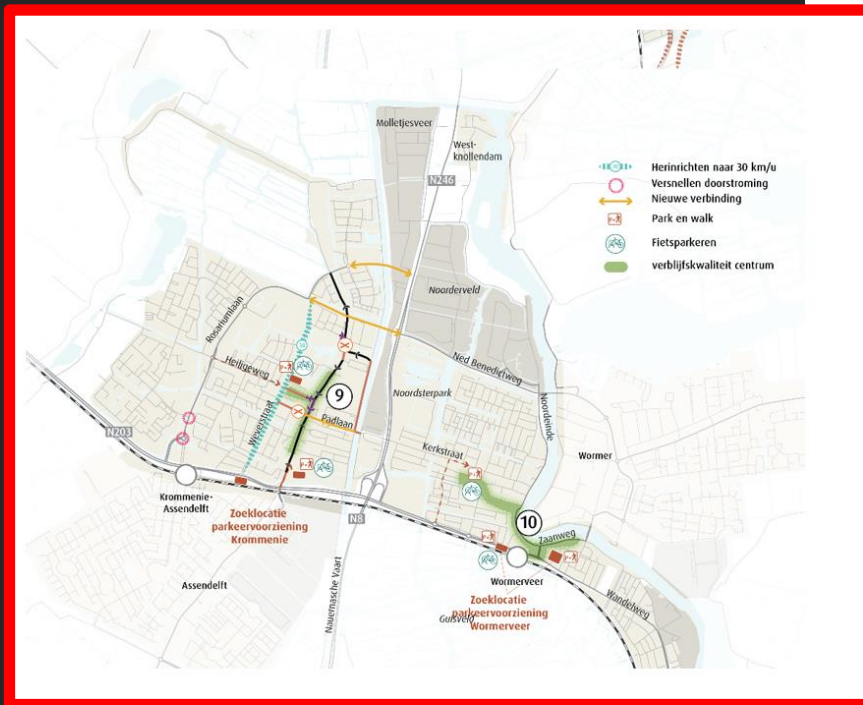 Molletjesveer
West-
knollendam
N246
Herinrichten naar 30 km/u
Versnellen doorstroming
Nieuwe verbinding
Park en walk
Fietsparkeren
verblijfskwaliteit centrum
Noorderveld
Rosariumlaan
Heiligeweg
Ned Benedictweg
Noordsterpark
Noordeinde
9
Padlaan
Weverstraat
Kerkstraat
Wormer
N203
Krommenie-
Assendelft
Zoeklocatie
parkeervoorziening
Krommenie
N8
10
Zaanweg
Assendelft
Nauernasche Vaart
Wormerveer
Wandelweg
Zoeklocatie
parkeervoorziening
Wormerveer
Guisveld